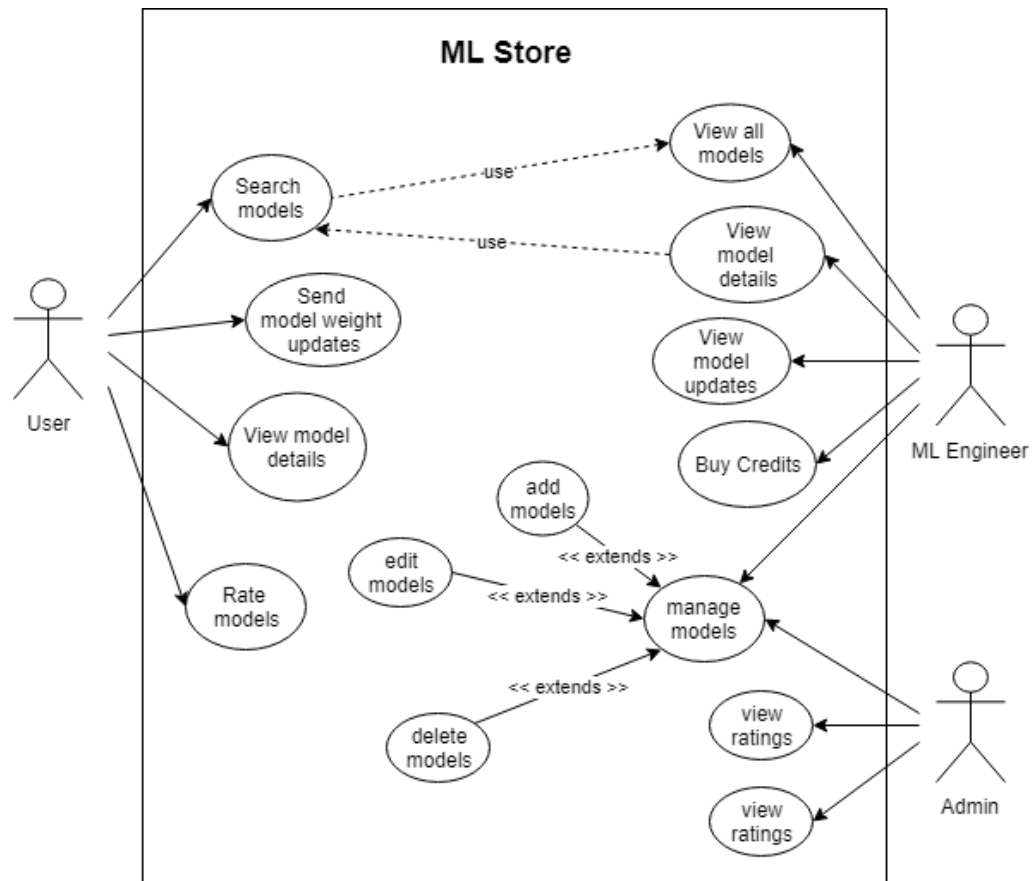 ML Store
View all
models
Search
models
use
View
model
details
use
Send
model weight
updates
View
model
updates
User
ML Engineer
View model
details
Buy Credits
add
models
<< extends >>
edit
models
<< extends >>
Rate
models
manage
models
<< extends >>
delete
models
view
ratings
Admin
view
ratings